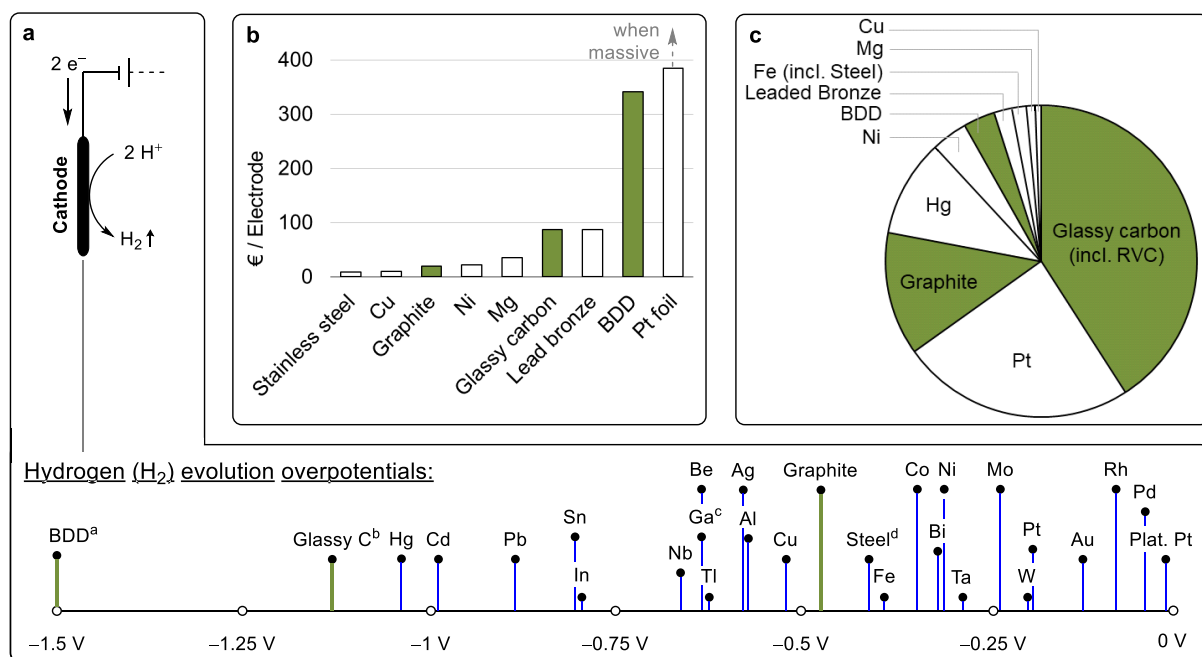 a
2 e⁻
Cathode
2 H⁺
H₂
b
when
massive
€ / Electrode
400
300
200
100
0
Stainless steel
Cu
Graphite
Ni
Mg
Glassy carbon
Lead bronze
BDD
Pt foil
c
Cu
Mg
Fe (incl. Steel)
Leaded Bronze
BDD
Ni
Hg
Graphite
Pt
Glassy carbon
(incl. RVC)
Hydrogen (H₂) evolution overpotentials:
BDDᵃ
Glassy Cᵇ
Hg
Cd
Pb
Sn
In
Nb
Be
Gaᶜ
Tl
Ag
Al
Cu
Graphite
Steelᵈ
Fe
Co
Ni
Bi
Ta
Mo
Pt
W
Au
Rh
Pd
Plat. Pt
–1.5 V
–1.25 V
–1 V
–0.75 V
–0.5 V
–0.25 V
0 V